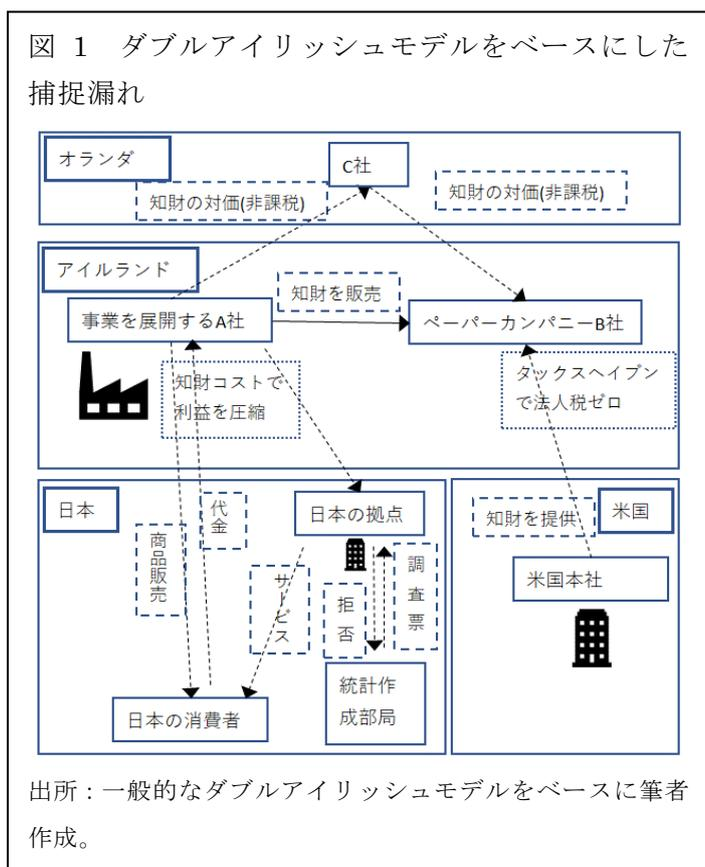 図 1 ダブルアイリッシュモデルをベースにした
捕捉漏れ
オランダ
C社
知財の対価(非課税)
知財の対価(非課税)
アイルランド
知財を販売
事業を展開するA社
ペーパーカンパニーB社
知財コストで
利益を圧縮
タックスヘイブン
で法人税ゼロ
日本
代金
商品販売
日本の拠点
サービス
拒否
調査票
統計作
成部局
日本の消費者
知財を提供
米国
米国本社
出所：一般的なダブルアイリッシュモデルをベースに筆者
作成。